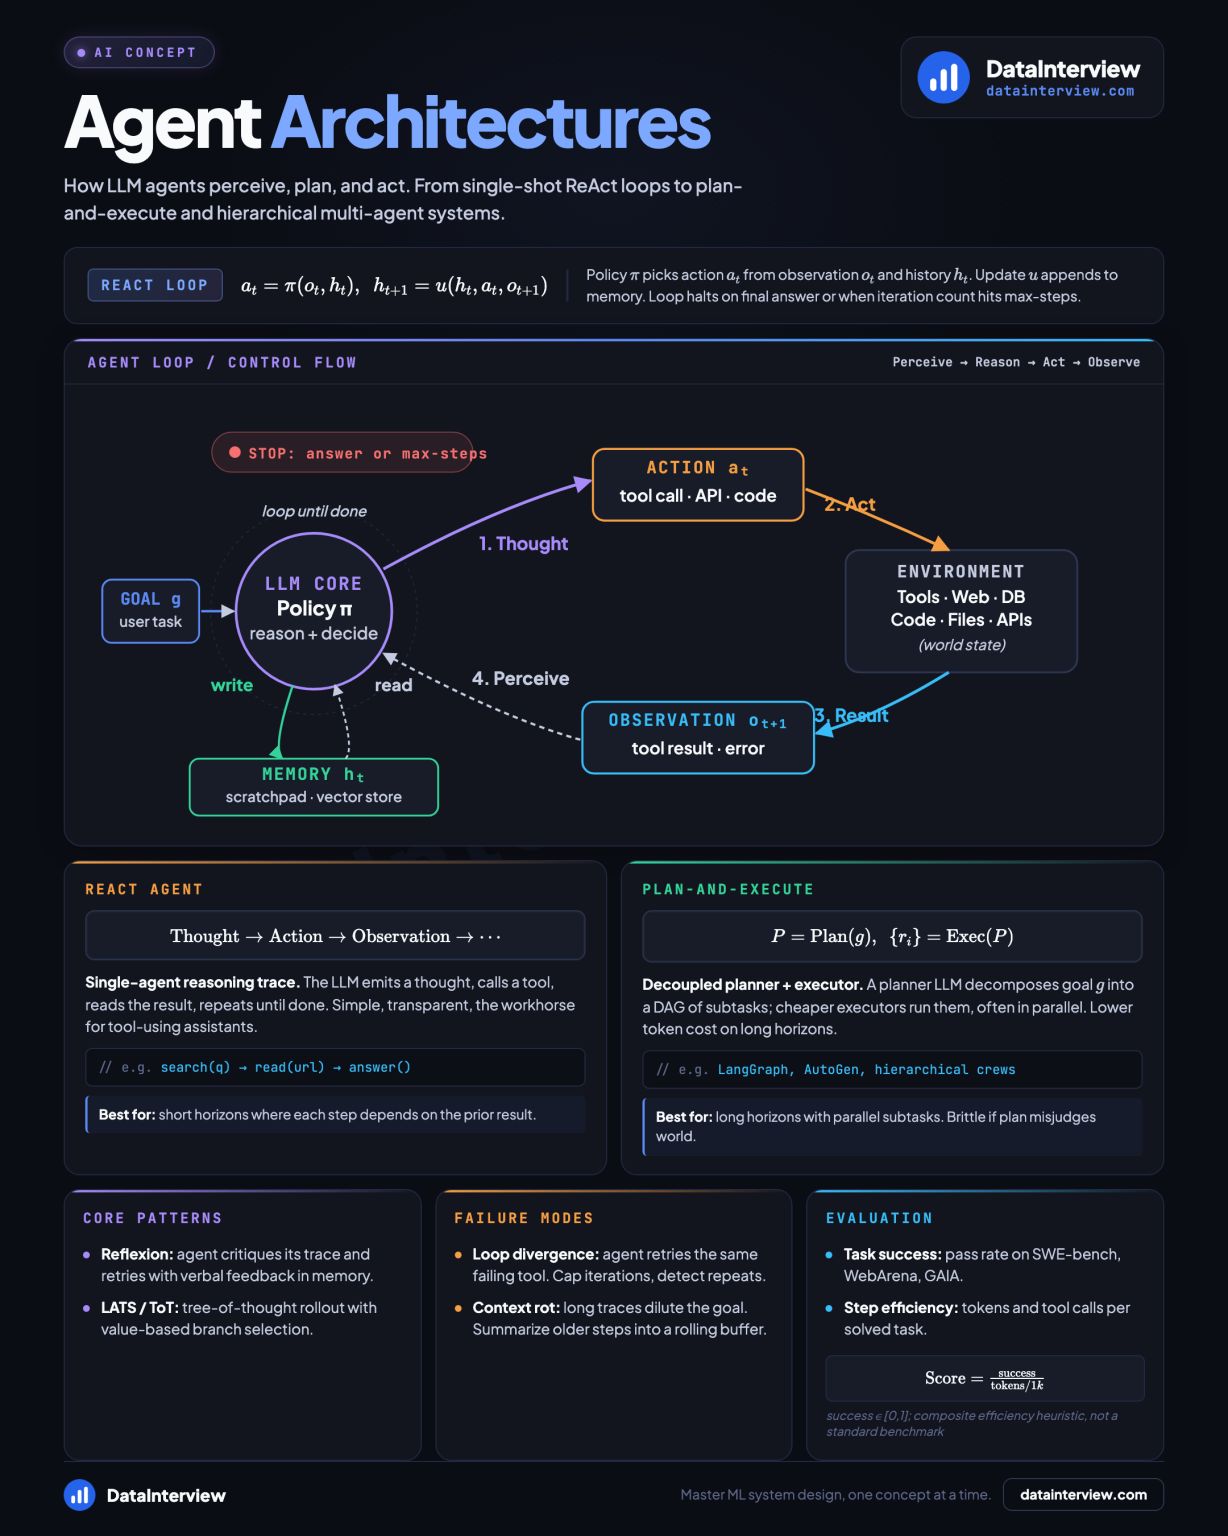 AI CONCEPT
DataInterview
datainterview.com
Agent Architectures
How LLM agents perceive, plan, and act. From single-shot ReAct loops to plan-
and-execute and hierarchical multi-agent systems.
REACT LOOP
aₜ = π(oₜ, hₜ),  hₜ₊₁ = u(hₜ, aₜ, oₜ₊₁)
Policy π picks action aₜ from observation oₜ and history hₜ. Update u appends to
memory. Loop halts on final answer or when iteration count hits max-steps.
AGENT LOOP / CONTROL FLOW
Perceive → Reason → Act → Observe
STOP: answer or max-steps
ACTION aₜ
tool call · API · code
2. Act
loop until done
1. Thought
ENVIRONMENT
Tools · Web · DB
Code · Files · APIs
(world state)
LLM CORE
Policy π
reason + decide
GOAL g
user task
write
read
4. Perceive
OBSERVATION oₜ₊₁
tool result · error
3. Result
MEMORY hₜ
scratchpad · vector store
REACT AGENT
Thought → Action → Observation → ···
Single-agent reasoning trace. The LLM emits a thought, calls a tool,
reads the result, repeats until done. Simple, transparent, the workhorse
for tool-using assistants.
// e.g. search(q) → read(url) → answer()
Best for: short horizons where each step depends on the prior result.
PLAN-AND-EXECUTE
P = Plan(g),  {rᵢ} = Exec(P)
Decoupled planner + executor. A planner LLM decomposes goal g into
a DAG of subtasks; cheaper executors run them, often in parallel. Lower
token cost on long horizons.
// e.g. LangGraph, AutoGen, hierarchical crews
Best for: long horizons with parallel subtasks. Brittle if plan misjudges
world.
CORE PATTERNS
• Reflexion: agent critiques its trace and
retries with verbal feedback in memory.
• LATS / ToT: tree-of-thought rollout with
value-based branch selection.
FAILURE MODES
• Loop divergence: agent retries the same
failing tool. Cap iterations, detect repeats.
• Context rot: long traces dilute the goal.
Summarize older steps into a rolling buffer.
EVALUATION
• Task success: pass rate on SWE-bench,
WebArena, GAIA.
• Step efficiency: tokens and tool calls per
solved task.
Score = success / tokens/1k
success ∈ [0,1]; composite efficiency heuristic, not a
standard benchmark
DataInterview
Master ML system design, one concept at a time.
datainterview.com